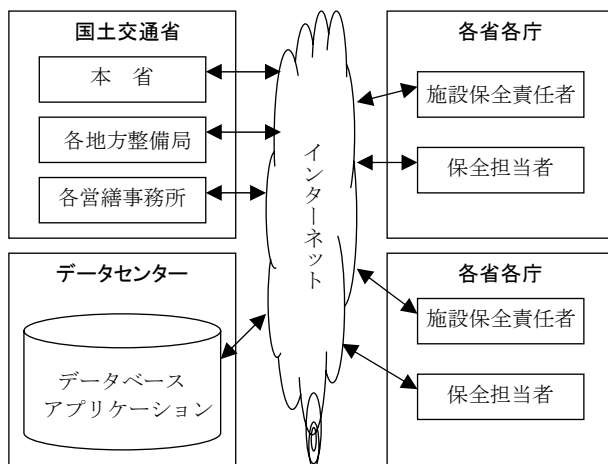 国土交通省
本　省
各地方整備局
各営繕事務所
データセンター
データベース
アプリケーション
インターネット
各省各庁
施設保全責任者
保全担当者
各省各庁
施設保全責任者
保全担当者